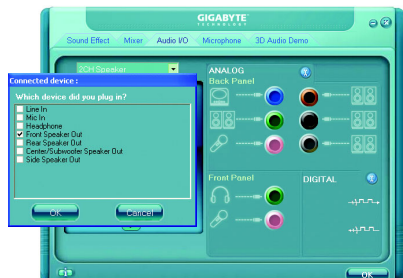 GIGABYTE
TECHNOLOGY
Sound Effect Mixer Audio I/O Microphone 3D Audio Demo
2CH Speaker
ANALOG
Back Panel
Connected device :
Which device did you plug in?
Line In
Mic In
Headphone
Front Speaker Out
Rear Speaker Out
Center/Subwoofer Speaker Out
Side Speaker Out
OK Cancel
Front Panel
DIGITAL
OK